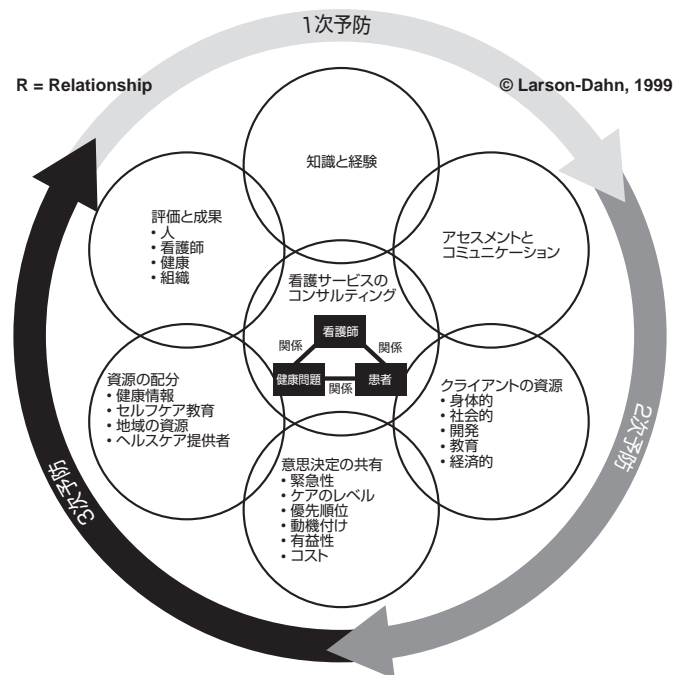 1次予防
R = Relationship
© Larson-Dahn, 1999
知識と経験
評価と成果
• 人
• 看護師
• 健康
• 組織
アセスメントと
コミュニケーション
看護サービスの
コンサルティング
看護師
関係
関係
健康問題
関係
患者
資源の配分
• 健康情報
• セルフケア教育
• 地域の資源
• ヘルスケア提供者
クライアントの資源
• 身体的
• 社会的
• 開発
• 教育
• 経済的
意思決定の共有
• 緊急性
• ケアのレベル
• 優先順位
• 動機付け
• 有益性
• コスト
2次予防
3次予防